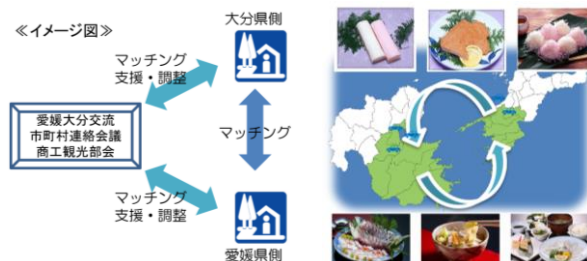 ≪イメージ図≫
大分県側
マッチング
支援・調整
愛媛大分交流
市町村連絡会議
商工観光部会
マッチング
マッチング
支援・調整
愛媛県側